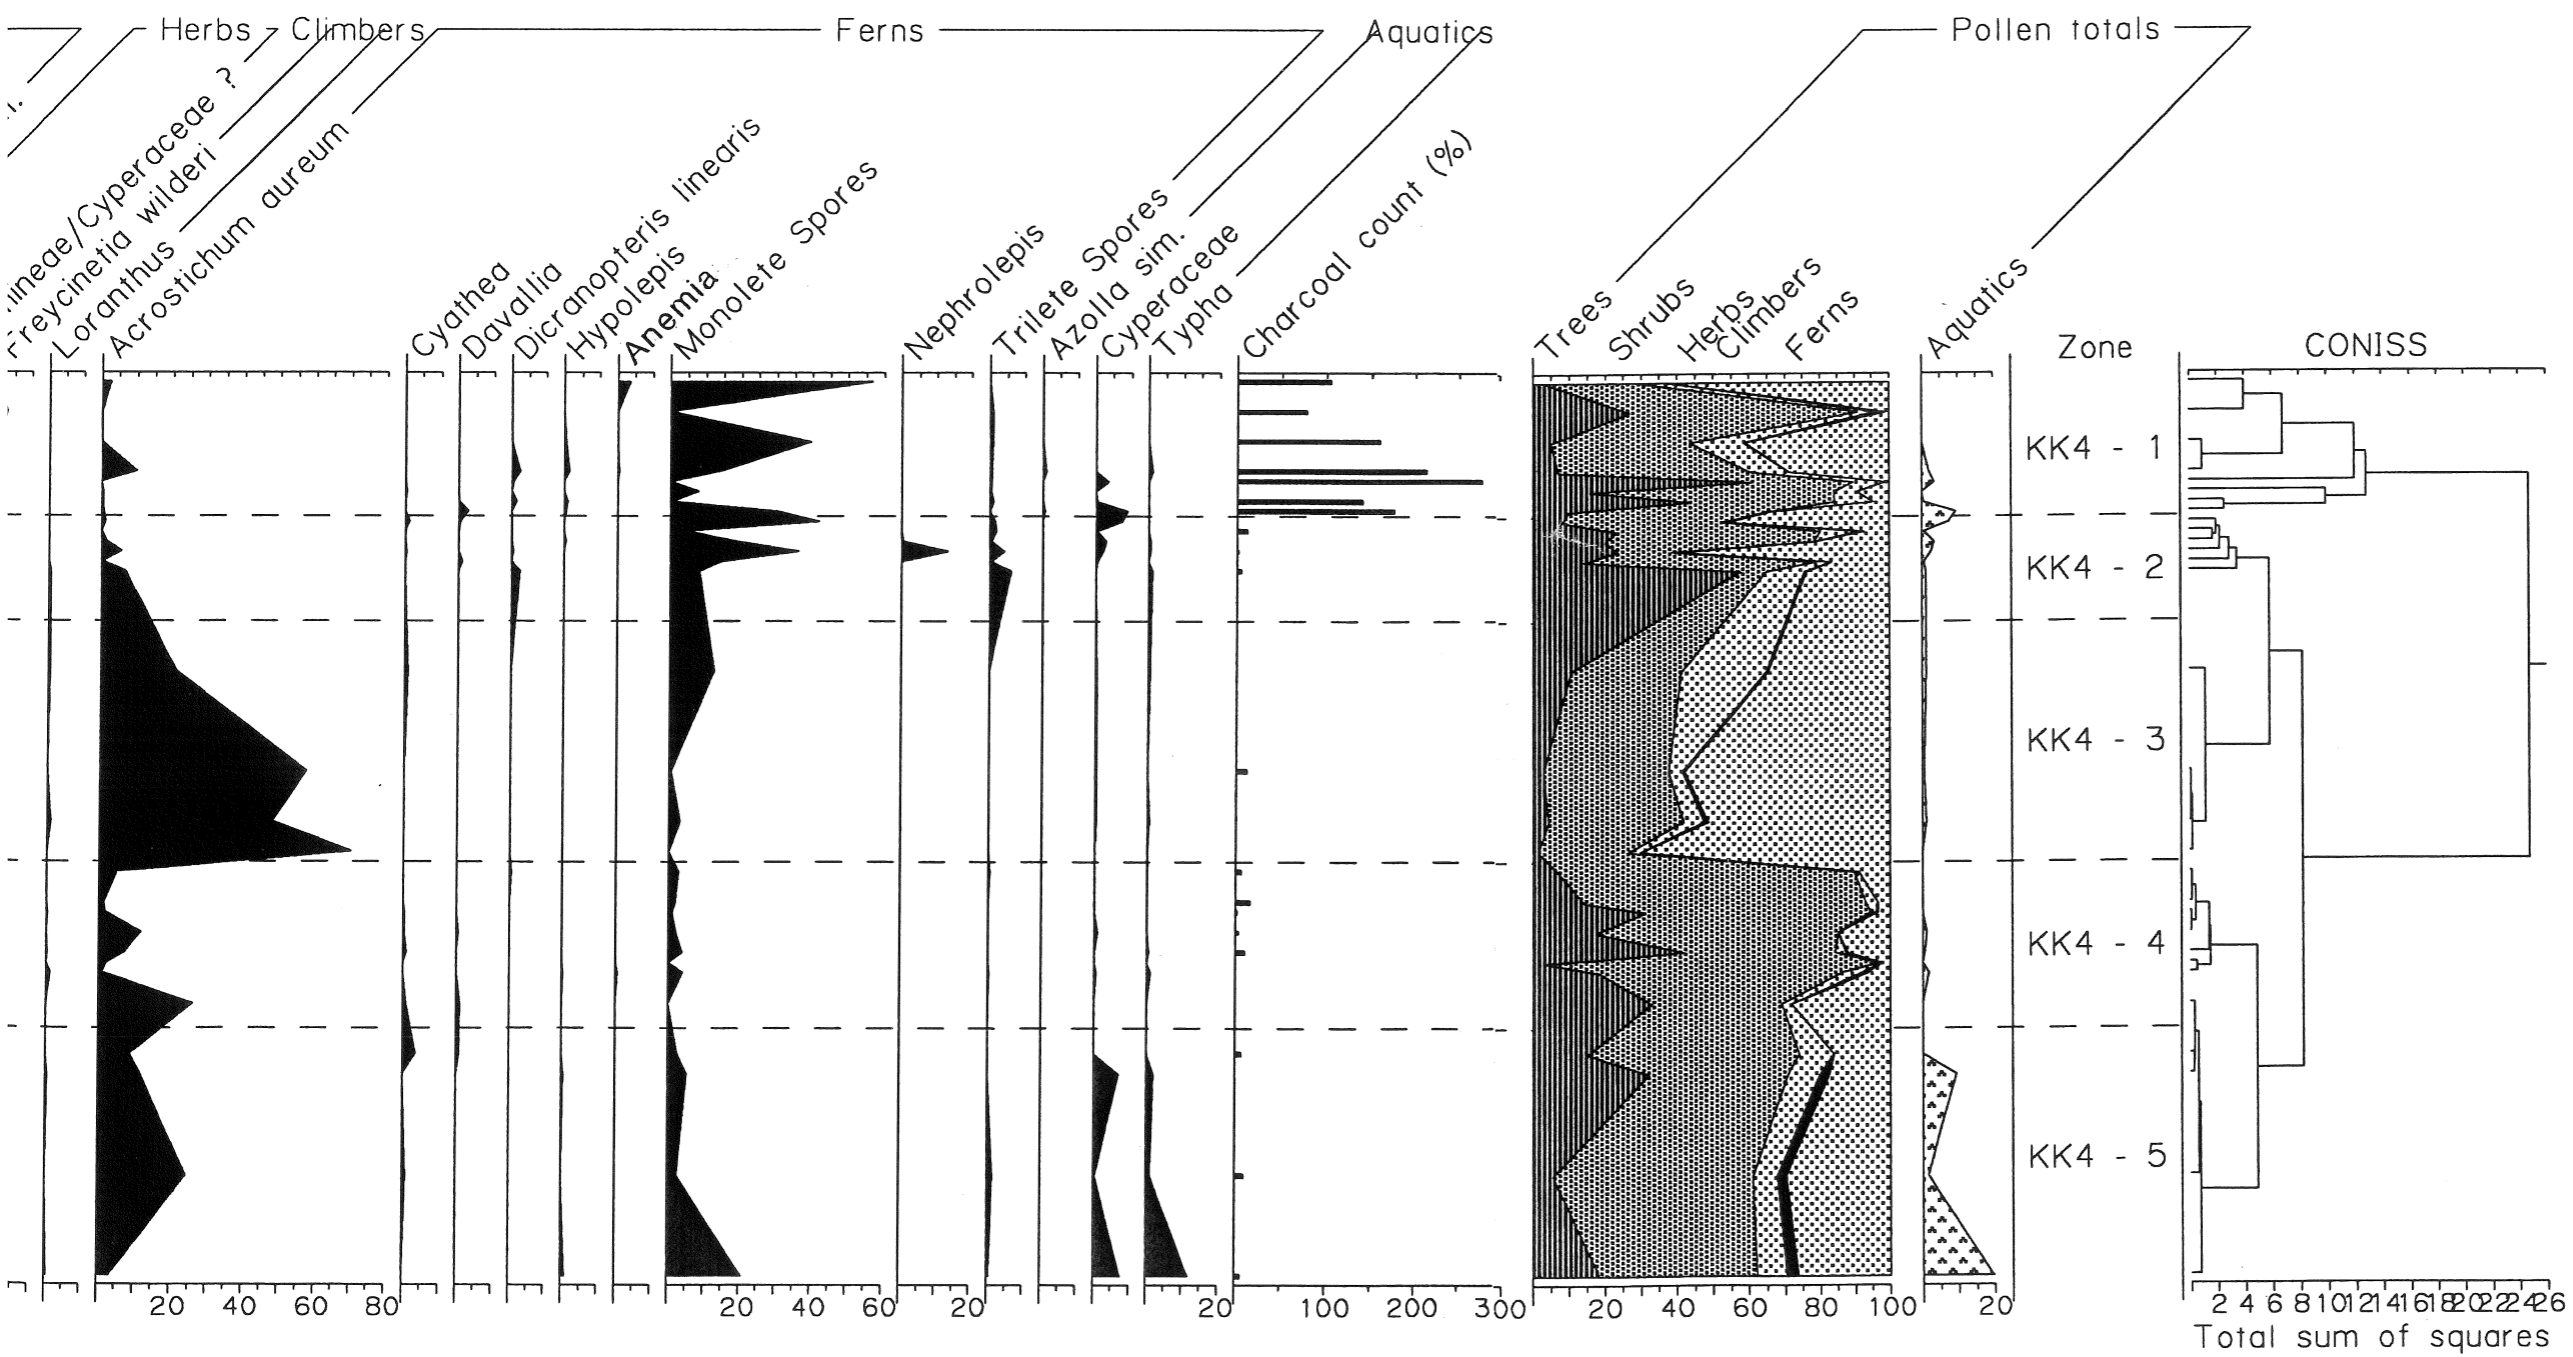 Herbs Climbers Ferns Aquatics Pollen totals
/Cyperaceae ?
Freycinetia wilderi
Loranthus
Acrostichum aureum
Cyathea
Davallia
Dicranopteris linearis
Hypolepis
Anemia
Monolete Spores
Nephrolepis
Trilete Spores
Azolla sim.
Cyperaceae
Typha
Charcoal count (%)
Trees
Shrubs
Herbs
Climbers
Ferns
Aquatics
Zone
CONISS
KK4 - 1
KK4 - 2
KK4 - 3
KK4 - 4
KK4 - 5
20 40 60 80 20 40 60 20 20 100 200 300 20 40 60 80 100 20 2 4 6 8 10 12 14 16 18 20 22 24 26
Total sum of squares